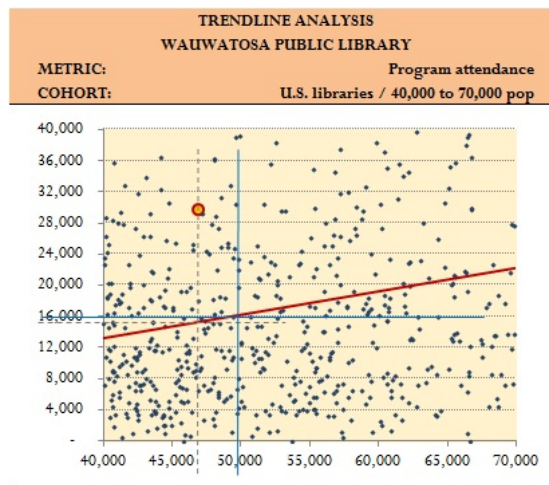 TRENDLINE ANALYSIS
WAUWATOSA PUBLIC LIBRARY
METRIC: Program attendance
COHORT: U.S. libraries / 40,000 to 70,000 pop
40,000
36,000
32,000
28,000
24,000
20,000
16,000
12,000
8,000
4,000
-
40,000 45,000 50,000 55,000 60,000 65,000 70,000